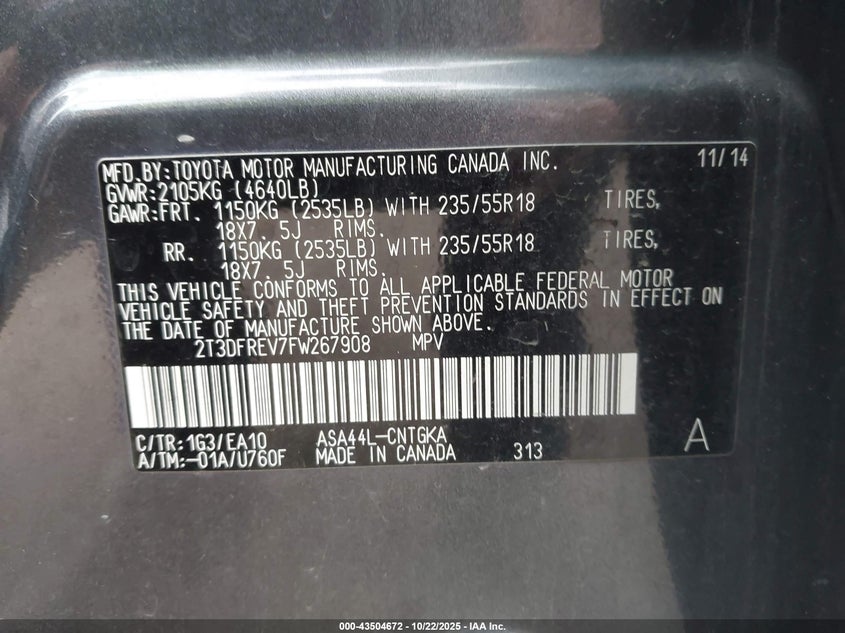 MFD.BY:TOYOTA MOTOR MANUFACTURING CANADA INC. 11/14
GVWR:2105KG (4640LB)
GAWR:FRT. 1150KG (2535LB) WITH 235/55R18 TIRES,
18X7. 5J RIMS.
RR. 1150KG (2535LB) WITH 235/55R18 TIRES,
18X7. 5J RIMS.
THIS VEHICLE CONFORMS TO ALL APPLICABLE FEDERAL MOTOR
VEHICLE SAFETY AND THEFT PREVENTION STANDARDS IN EFFECT ON
THE DATE OF MANUFACTURE SHOWN ABOVE.
2T3DFREV7FW267908 MPV
C/TR:1G3/EA10 ASA44L-CNTGKA
A/TM:-01A/U760F MADE IN CANADA 313 A
000-43504672 - 10/22/2025 - IAA Inc.